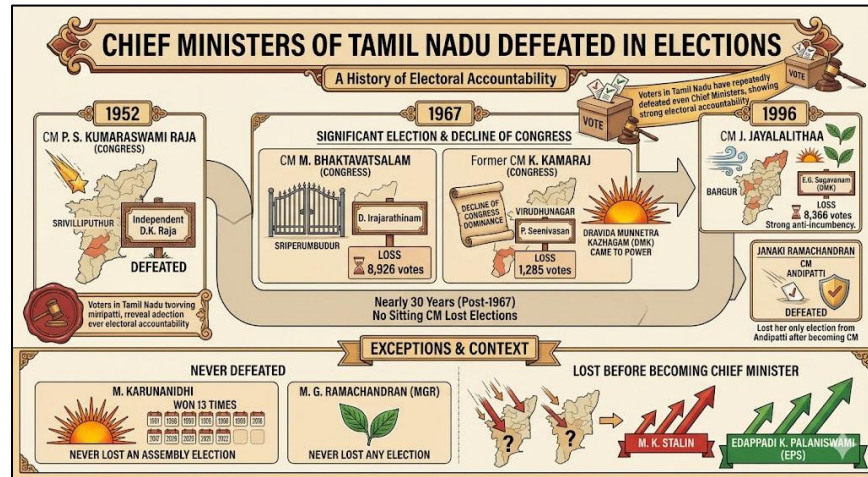 CHIEF MINISTERS OF TAMIL NADU DEFEATED IN ELECTIONS
A History of Electoral Accountability
VOTE
Voters in Tamil Nadu have repeatedly
defeated even Chief Ministers, showing
strong electoral accountability
VOTE
1952
CM P. S. KUMARASWAMI RAJA
(CONGRESS)
SRIVILLIPUTHUR
Independent
D.K. Raja
DEFEATED
Voters in Tamil Nadu tvorving
mirripatti, rreveal adection
ever electoral accountability
1967
SIGNIFICANT ELECTION & DECLINE OF CONGRESS
CM M. BHAKTAVATSALAM
(CONGRESS)
SRIPERUMBUDUR
D. Irajarathinam
LOSS
8,926 votes
Former CM K. KAMARAJ
(CONGRESS)
DECLINE OF
CONGRESS
DOMINANCE
VIRUDHUNAGAR
P. Seenivasan
LOSS
1,285 votes
DRAVIDA MUNNETRA
KAZHAGAM (DMK)
CAME TO POWER
Nearly 30 Years (Post-1967)
No Sitting CM Lost Elections
1996
CM J. JAYALALITHAA
BARGUR
E.G. Sugavanam
(DMK)
LOSS
8,366 votes
Strong anti-incumbency.
JANAKI RAMACHANDRAN
CM
ANDIPATTI
DEFEATED
Lost her only election from
Andipatti after becoming CM
EXCEPTIONS & CONTEXT
NEVER DEFEATED
M. KARUNANIDHI
WON 13 TIMES
NEVER LOST AN ASSEMBLY ELECTION
M. G. RAMACHANDRAN (MGR)
NEVER LOST ANY ELECTION
LOST BEFORE BECOMING CHIEF MINISTER
?
?
M. K. STALIN
EDAPPADI K. PALANISWAMI
(EPS)